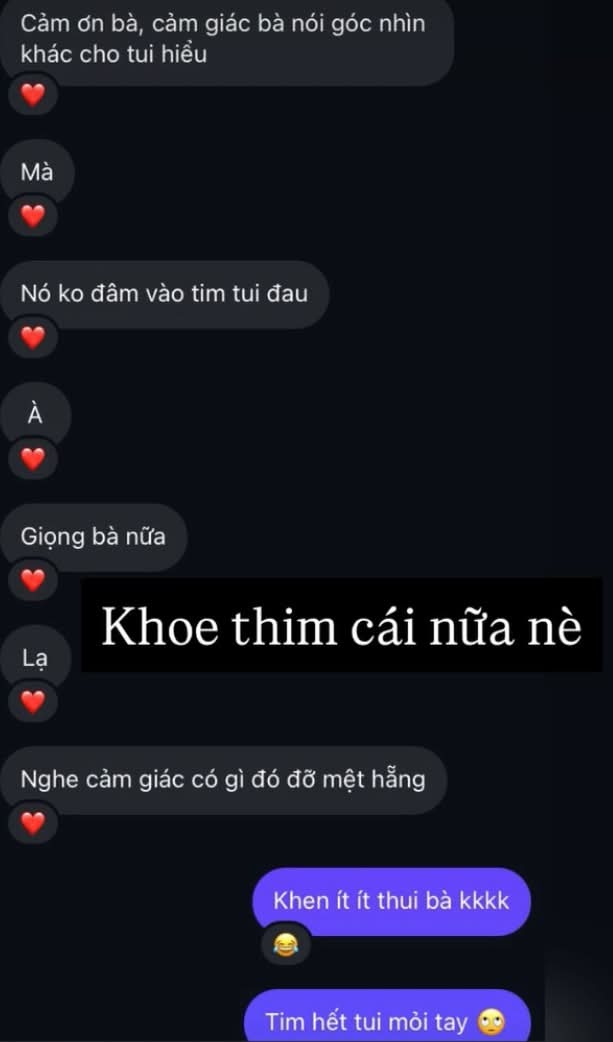 Cảm ơn bà, cảm giác bà nói góc nhìn
khác cho tui hiểu
❤️
Mà
❤️
Nó ko đâm vào tim tui đau
❤️
À
❤️
Giọng bà nữa
❤️
Khoe thim cái nữa nè
Lạ
❤️
Nghe cảm giác có gì đó đỡ mệt hẵng
❤️
Khen ít ít thui bà kkkk
😂
Tim hết tui mỏi tay 🙄